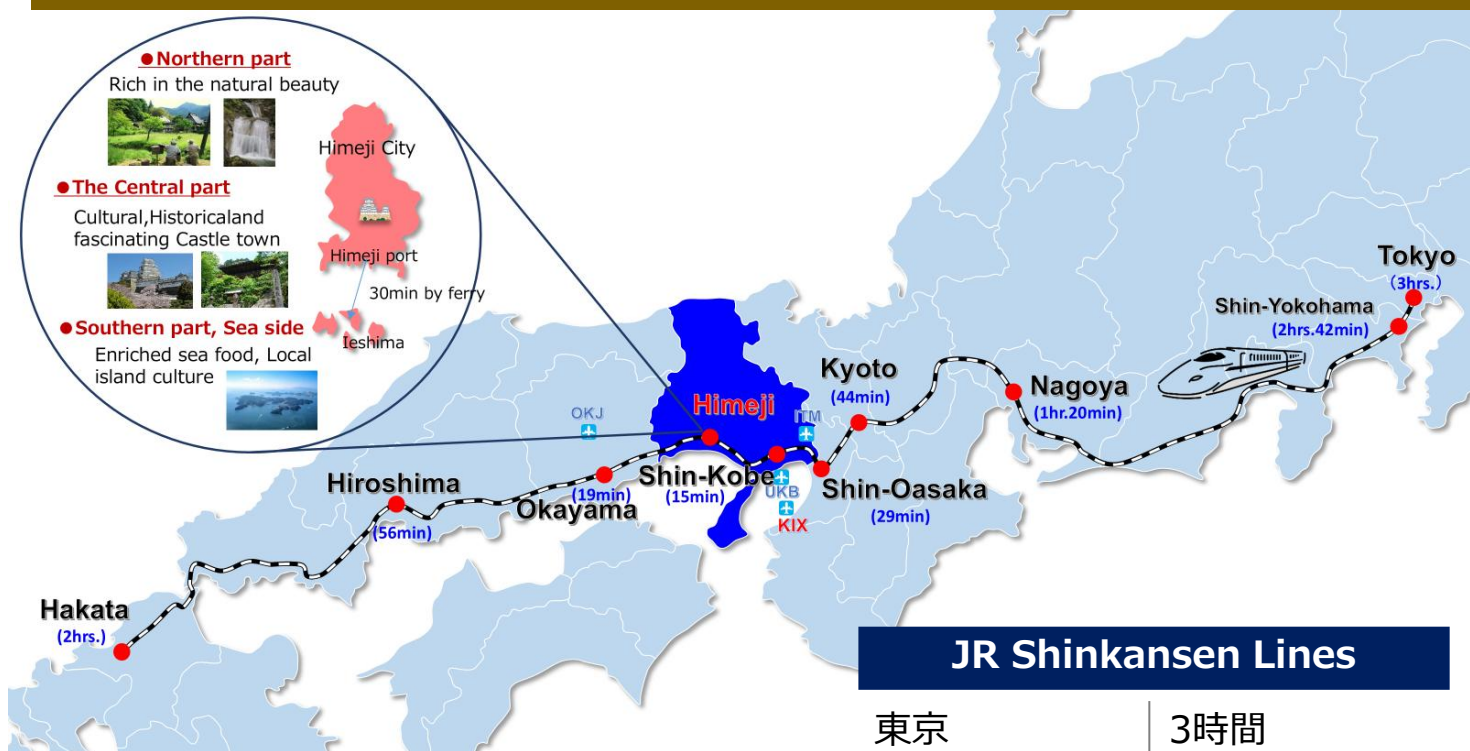 ●Northern part
Rich in the natural beauty
Himeji City
●The Central part
Cultural,Historicaland
fascinating Castle town
Himeji port
30min by ferry
●Southern part, Sea side
Ieshima
Enriched sea food, Local
island culture
Tokyo
(3hrs.)
Shin-Yokohama
(2hrs.42min)
Kyoto
(44min)
Nagoya
(1hr.20min)
Himeji
OKJ
ITM
Shin-Kobe
(15min)
UKB
KIX
Shin-Oasaka
(29min)
Hiroshima
(56min)
(19min)
Okayama
Hakata
(2hrs.)
JR Shinkansen Lines
東京
3時間